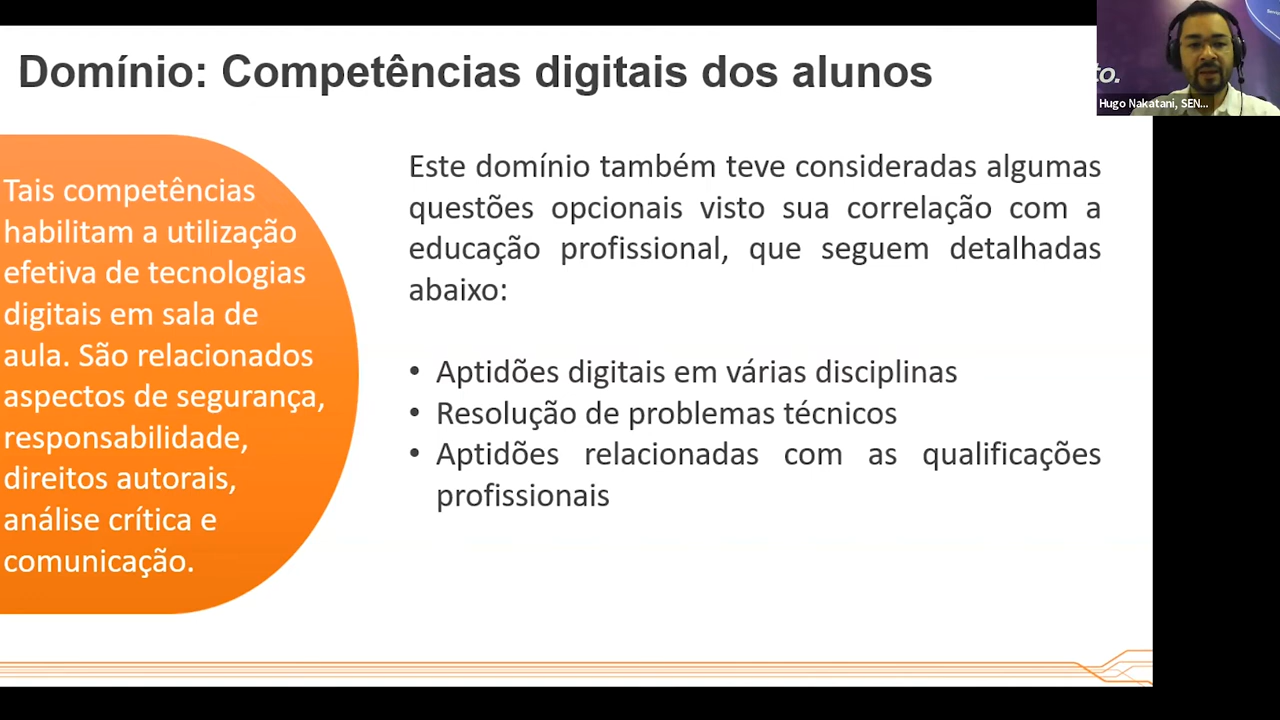 Domínio: Competências digitais dos alunos
to.
Hugo Nakatani, SEN...
Tais competências
habilitam a utilização
efetiva de tecnologias
digitais em sala de
aula. São relacionados
aspectos de segurança,
responsabilidade,
direitos autorais,
análise crítica e
comunicação.
Este domínio também teve consideradas algumas
questões opcionais visto sua correlação com a
educação profissional, que seguem detalhadas
abaixo:
• Aptidões digitais em várias disciplinas
• Resolução de problemas técnicos
• Aptidões relacionadas com as qualificações
profissionais